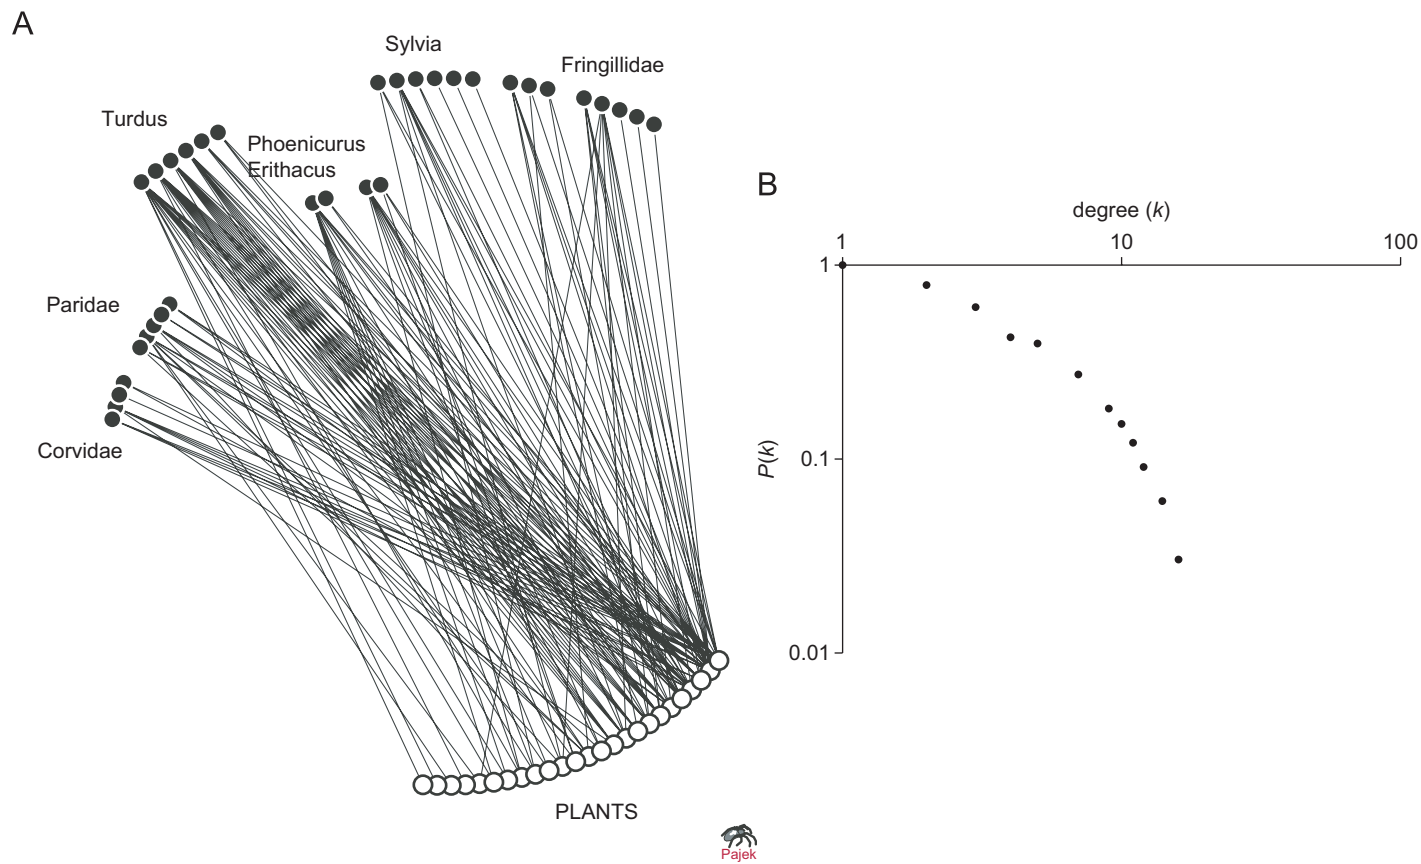 A
Sylvia
Fringillidae
Turdus
Phoenicurus
Erithacus
Paridae
Corvidae
PLANTS
Pajek
B
degree (k)
1
10
100
1
0.1
0.01
P(k)